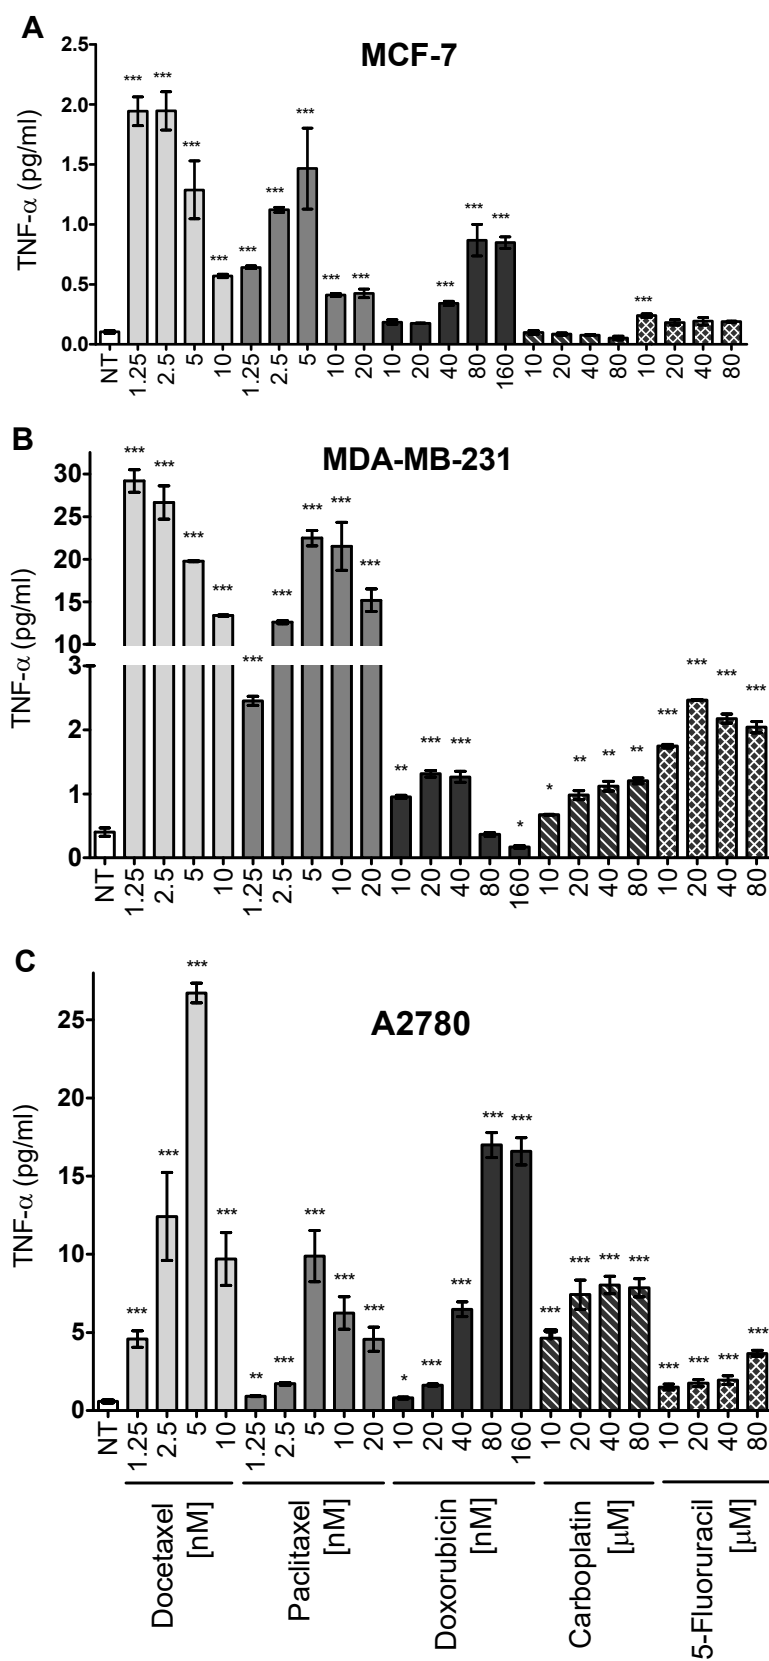 A
MCF-7
TNF-α (pg/ml)
2.5
2.0
1.5
1.0
0.5
0.0
*** *** *** *** *** *** *** *** *** *** *** *** ***
NT 1.25 2.5 5 10 1.25 2.5 5 10 20 10 20 40 80 160 10 20 40 80 10 20 40 80
B
MDA-MB-231
TNF-α (pg/ml)
30
25
20
15
10
3
2
1
0
*** *** *** *** *** *** *** *** *** ** *** *** * * ** ** ** *** *** *** ***
NT 1.25 2.5 5 10 1.25 2.5 5 10 20 10 20 40 80 160 10 20 40 80 10 20 40 80
C
A2780
TNF-α (pg/ml)
25
20
15
10
5
0
*** *** *** *** ** *** *** *** *** * *** *** *** *** *** *** *** *** *** *** *** ***
NT 1.25 2.5 5 10 1.25 2.5 5 10 20 10 20 40 80 160 10 20 40 80 10 20 40 80
Docetaxel
[nM]
Paclitaxel
[nM]
Doxorubicin
[nM]
Carboplatin
[μM]
5-Fluoruracil
[μM]